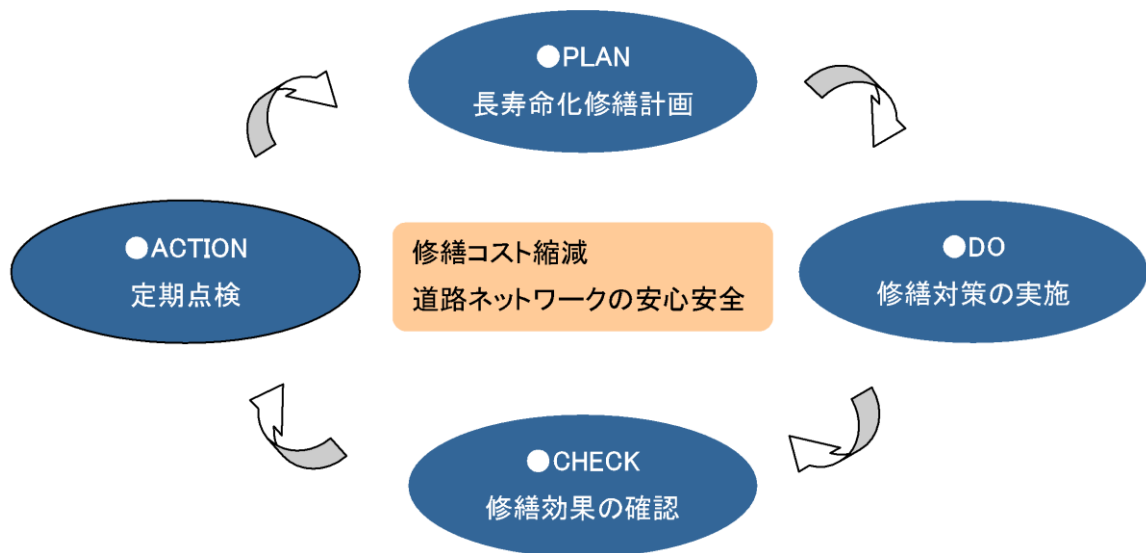 ●PLAN
長寿命化修繕計画
●ACTION
定期点検
修繕コスト縮減
道路ネットワークの安心安全
●DO
修繕対策の実施
●CHECK
修繕効果の確認